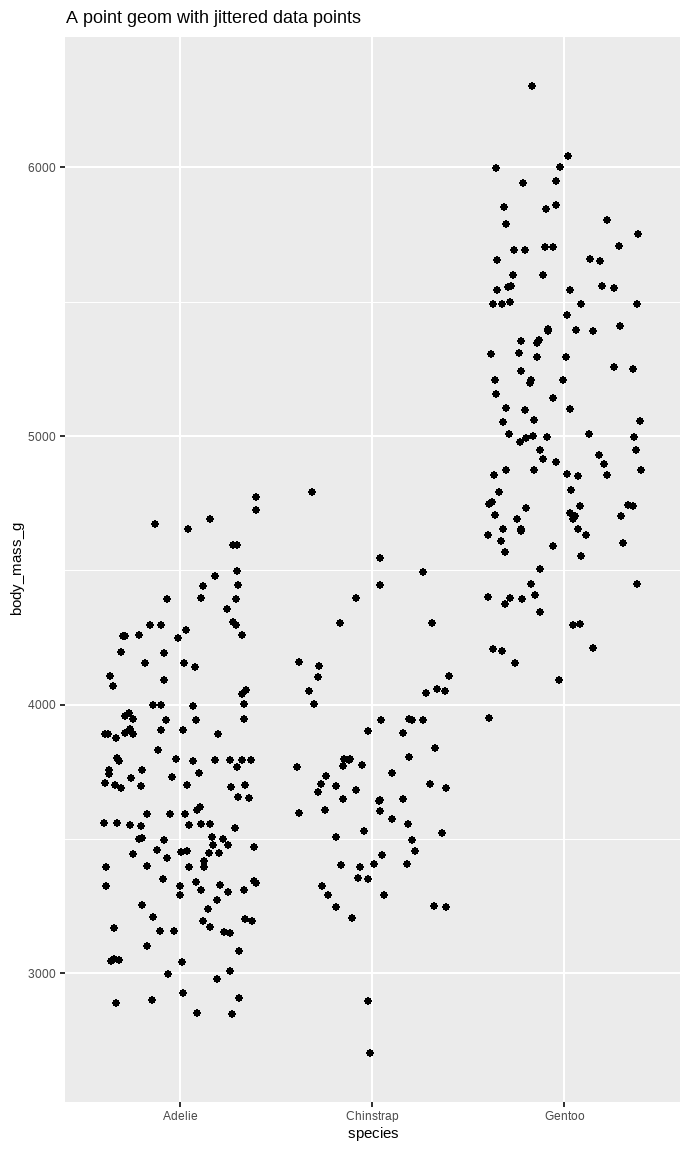 A point geom with jittered data points
6000
5000
4000
3000
body_mass_g
Adelie Chinstrap Gentoo
species